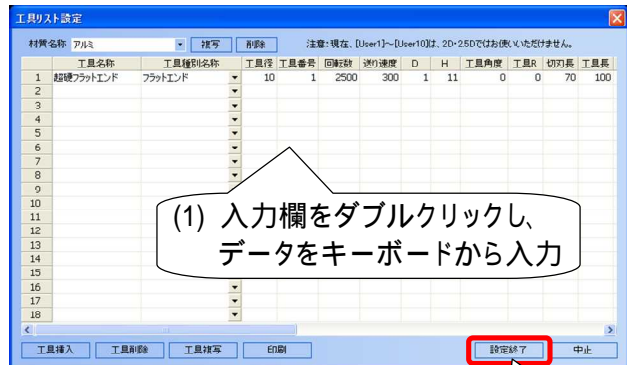 工具リスト設定
材質名称 アルミ 複写 削除 注意:現在、[User1]~[User10]は、2D・2.5Dではお使いいただけません。
工具名称 工具種別名称 工具径 工具番号 回転数 送り速度 D H 工具角度 工具R 切刃長 工具長
1 超硬フラットエンド フラットエンド 10 1 2500 300 1 11 0 0 70 100
2
3
4
5
6
7
8
9
10
11
12
13
14
15
16
17
18
(1) 入力欄をダブルクリックし、
データをキーボードから入力
工具挿入 工具削除 工具複写 印刷 設定終了 中止